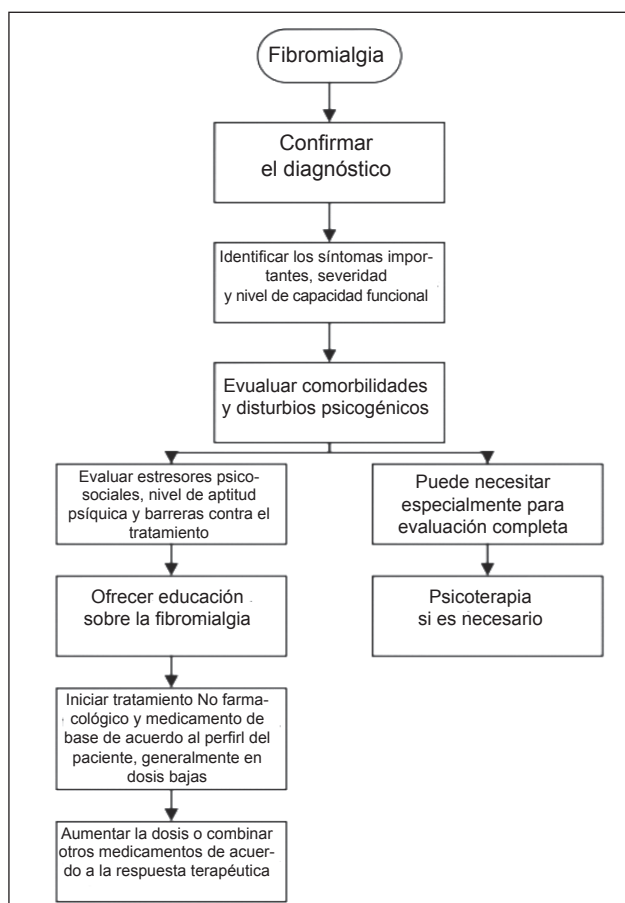 Fibromialgia
Confirmar
el diagnóstico
Identificar los síntomas impor-
tantes, severidad
y nivel de capacidad funcional
Evualuar comorbilidades
y disturbios psicogénicos
Evaluar estresores psico-
sociales, nivel de aptitud
psíquica y barreras contra el
tratamiento
Puede necesitar
especialmente para
evaluación completa
Ofrecer educación
sobre la fibromialgia
Psicoterapia
si es necesario
Iniciar tratamiento No farma-
cológico y medicamento de
base de acuerdo al perfirl del
paciente, generalmente en
dosis bajas
Aumentar la dosis o combinar
otros medicamentos de acuer-
do a la respuesta terapéutica